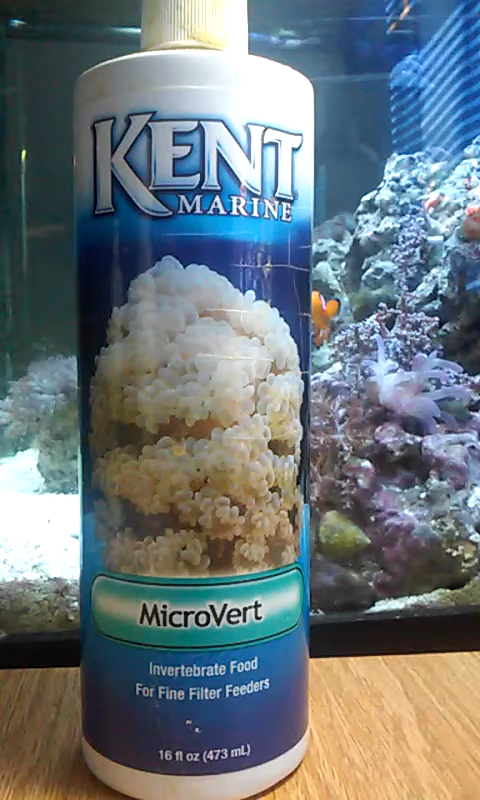 KENT
MARINE
MicroVert
Invertebrate Food
For Fine Filter Feeders
16 fl oz (473 mL)